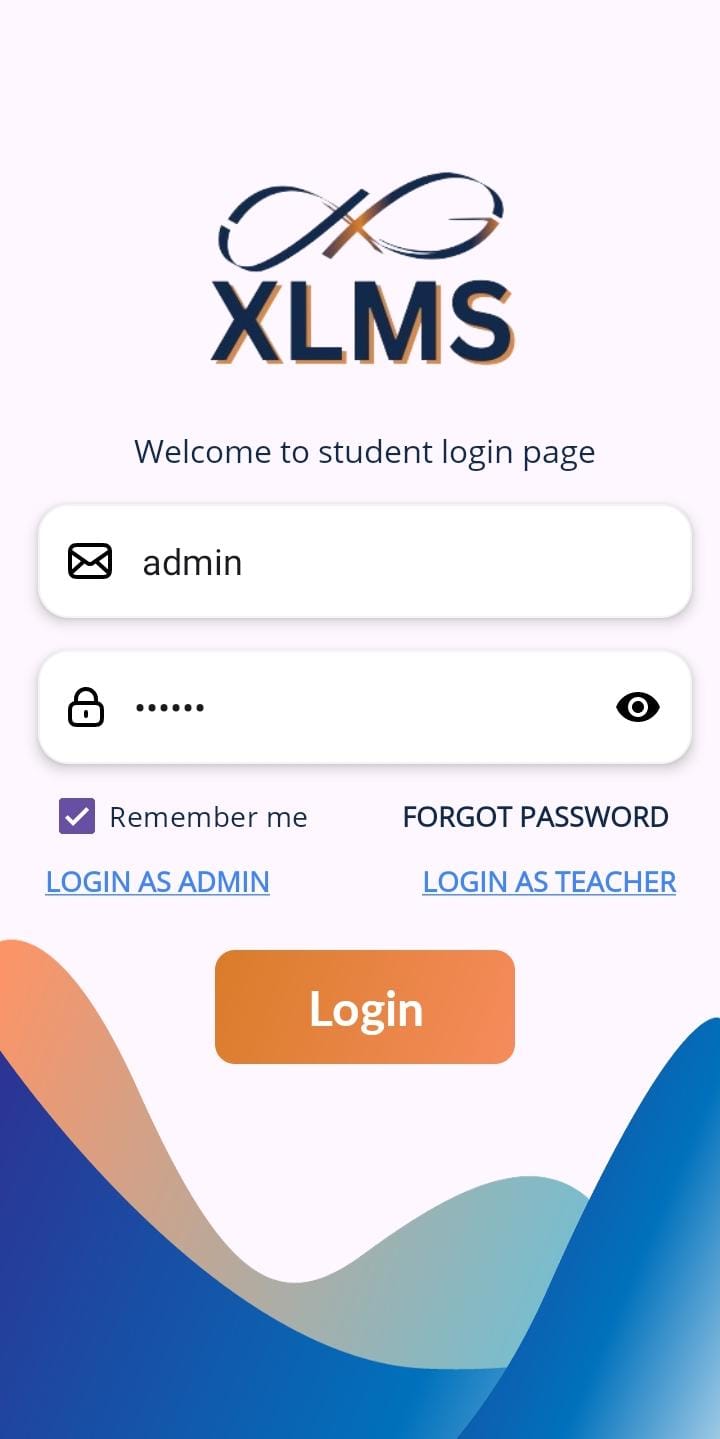 XLMS
Welcome to student login page
admin
••••••
Remember me
FORGOT PASSWORD
LOGIN AS ADMIN
LOGIN AS TEACHER
Login